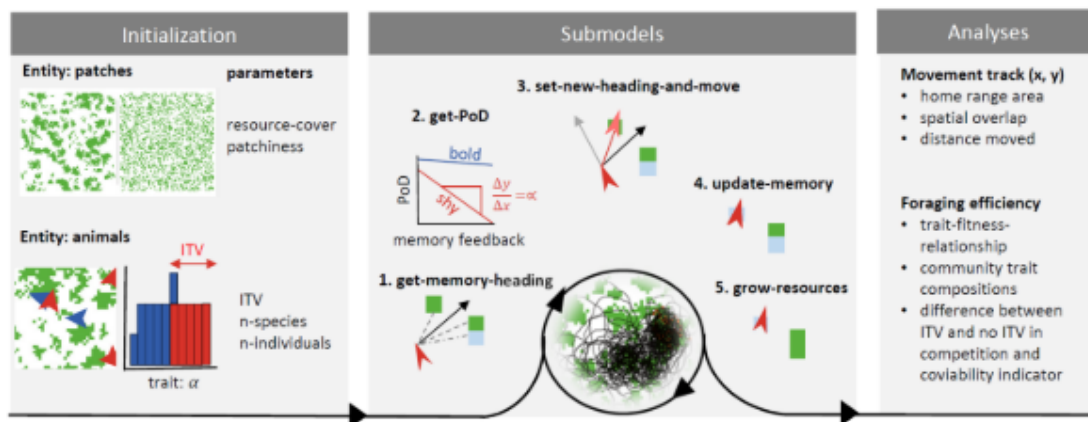 Initialization
Entity: patches
parameters
resource-cover
patchiness
Entity: animals
ITV
ITV
n-species
n-individuals
trait: α
Submodels
3. set-new-heading-and-move
2. get-PoD
bold
PoD
shy
Δy
Δx
=∝
memory feedback
4. update-memory
1. get-memory-heading
5. grow-resources
Analyses
Movement track (x, y)
• home range area
• spatial overlap
• distance moved
Foraging efficiency
• trait-fitness-
relationship
• community trait
compositions
• difference between
ITV and no ITV in
competition and
coviability indicator